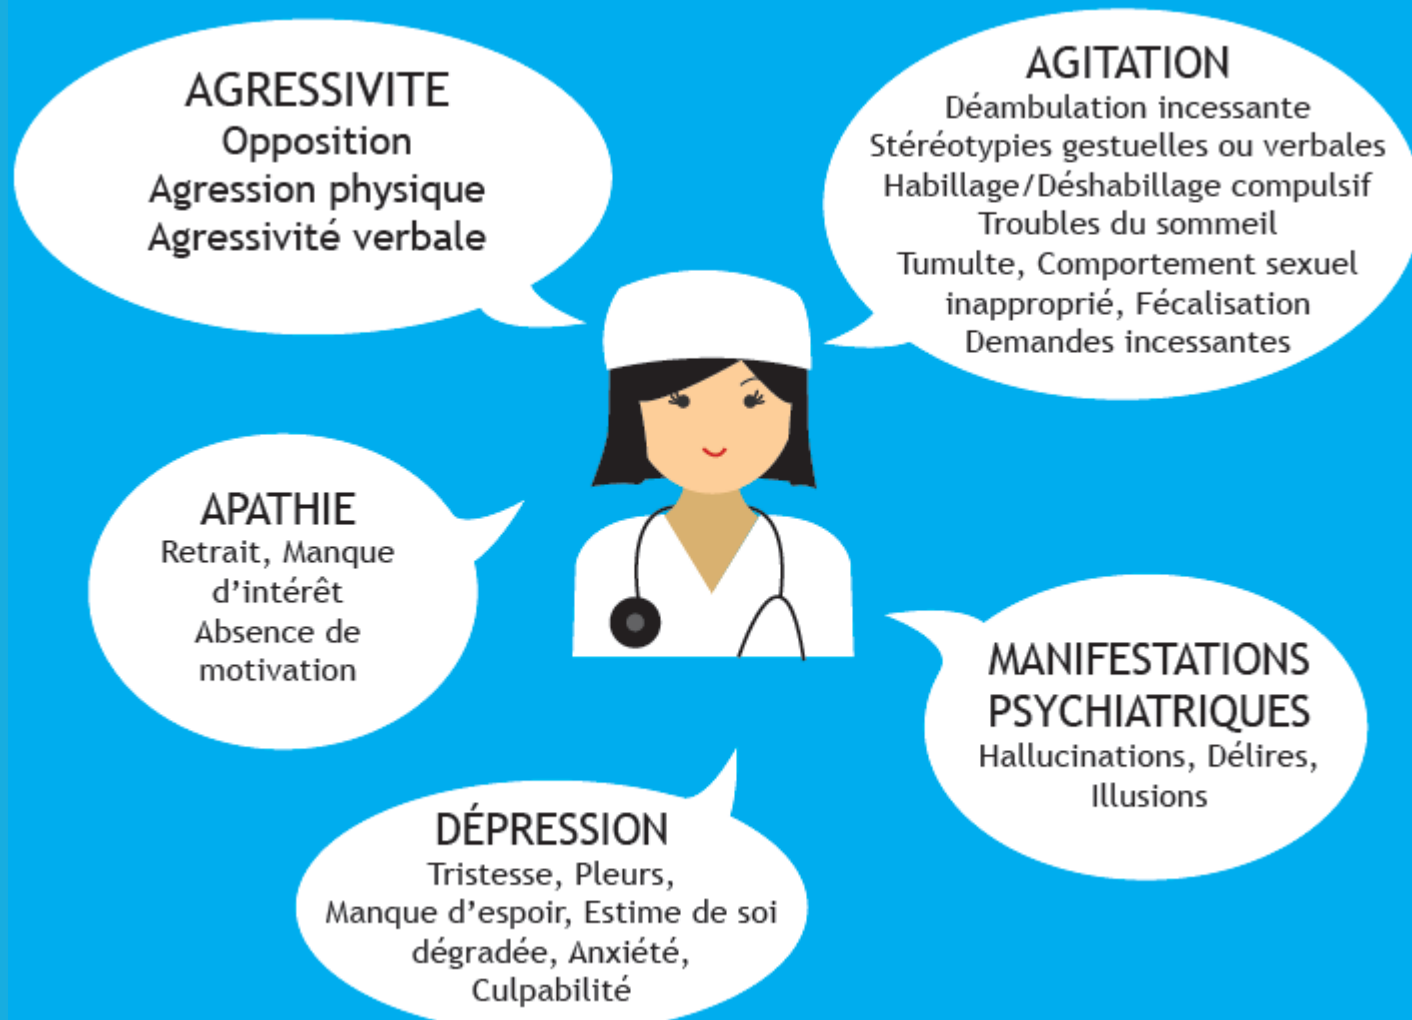 AGRESSIVITE
Opposition
Agression physique
Agressivité verbale
AGITATION
Déambulation incessante
Stéréotypies gestuelles ou verbales
Habillage/Déshabillage compulsif
Troubles du sommeil
Tumulte, Comportement sexuel
inapproprié, Fécalisation
Demandes incessantes
APATHIE
Retrait, Manque
d’intérêt
Absence de
motivation
MANIFESTATIONS
PSYCHIATRIQUES
Hallucinations, Délires,
Illusions
DÉPRESSION
Tristesse, Pleurs,
Manque d’espoir, Estime de soi
dégradée, Anxiété,
Culpabilité